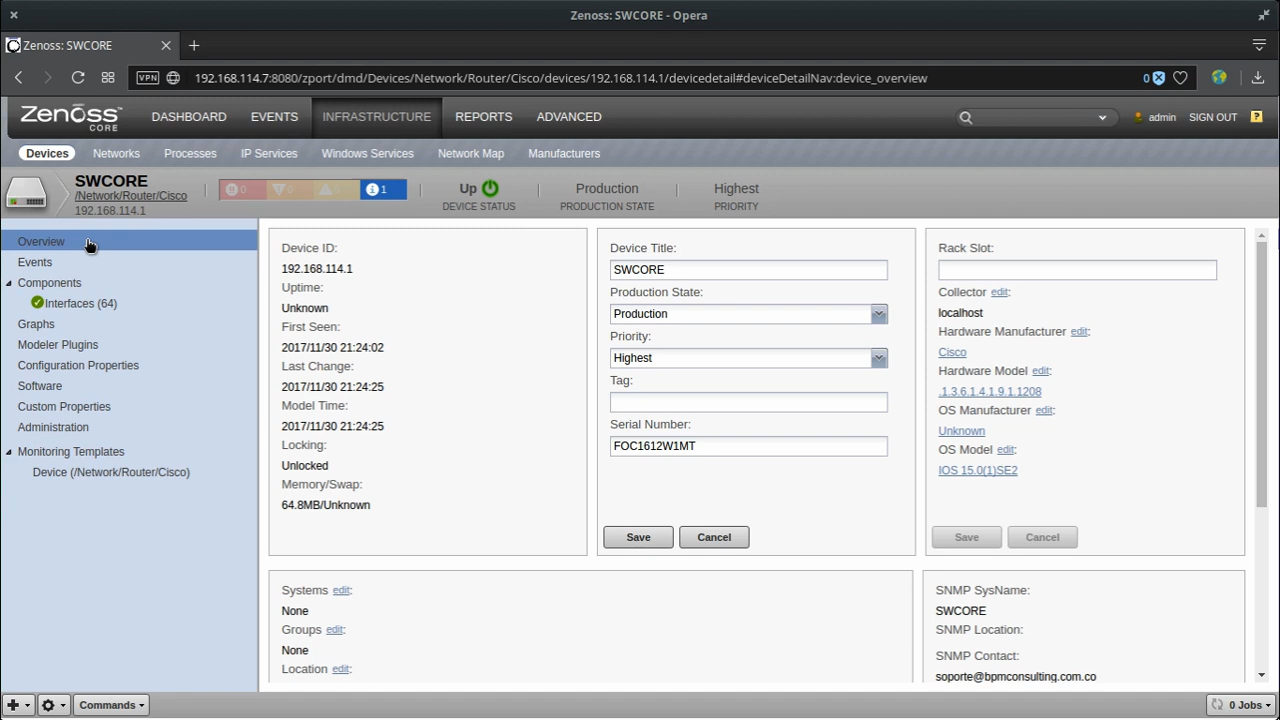 Zenoss: SWCORE - Opera
Zenoss: SWCORE
VPN
192.168.114.7:8080/zport/dmd/Devices/Network/Router/Cisco/devices/192.168.114.1/devicedetail#deviceDetailNav:device_overview
0
Zenoss CORE
DASHBOARD
EVENTS
INFRASTRUCTURE
REPORTS
ADVANCED
admin
SIGN OUT
?
Devices
Networks
Processes
IP Services
Windows Services
Network Map
Manufacturers
SWCORE
/Network/Router/Cisco
192.168.114.1
0
0
1
Up
DEVICE STATUS
Production
PRODUCTION STATE
Highest
PRIORITY
Overview
Events
Components
Interfaces (64)
Graphs
Modeler Plugins
Configuration Properties
Software
Custom Properties
Administration
Monitoring Templates
Device (/Network/Router/Cisco)
Device ID:
192.168.114.1
Uptime:
Unknown
First Seen:
2017/11/30 21:24:02
Last Change:
2017/11/30 21:24:25
Model Time:
2017/11/30 21:24:25
Locking:
Unlocked
Memory/Swap:
64.8MB/Unknown
Device Title:
SWCORE
Production State:
Production
Priority:
Highest
Tag:
Serial Number:
FOC1612W1MT
Save
Cancel
Rack Slot:
Collector edit:
localhost
Hardware Manufacturer edit:
Cisco
Hardware Model edit:
.1.3.6.1.4.1.9.1.1208
OS Manufacturer edit:
Unknown
OS Model edit:
IOS 15.0(1)SE2
Save
Cancel
Systems edit:
None
Groups edit:
None
Location edit:
SNMP SysName:
SWCORE
SNMP Location:
SNMP Contact:
soporte@bpmconsulting.com.co
Commands
0 Jobs